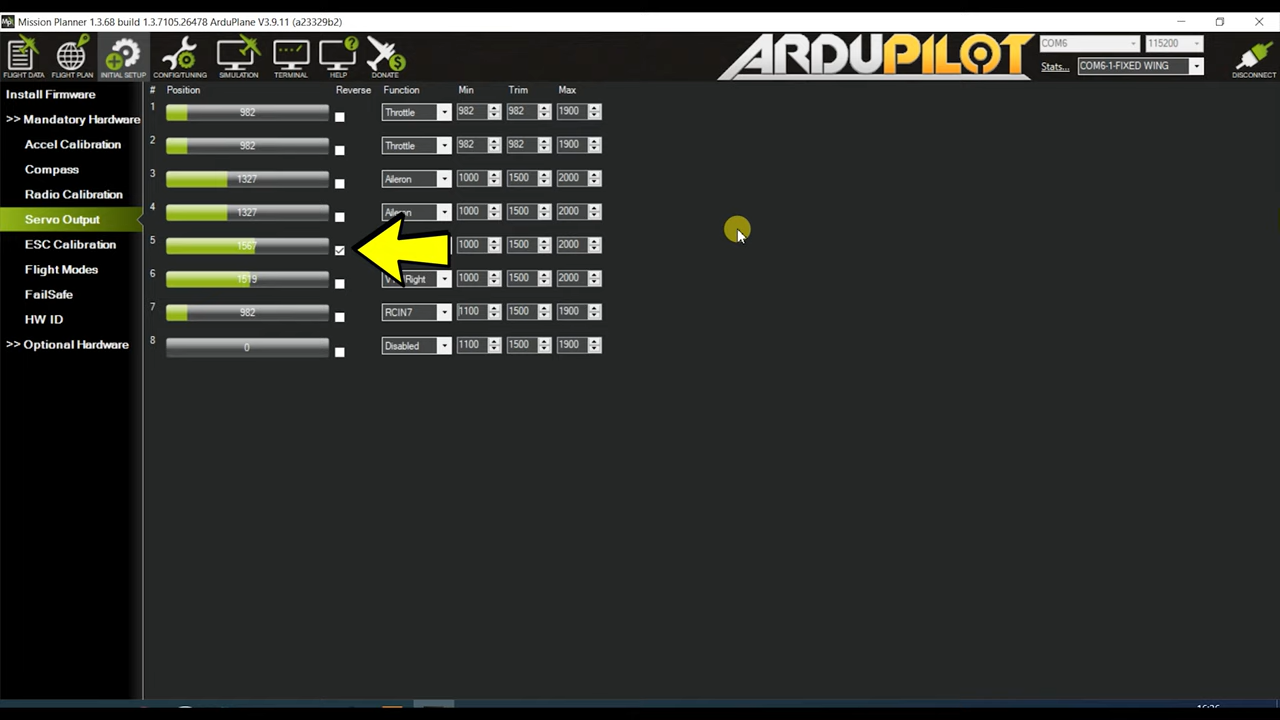 Mission Planner 1.3.68 build 1.3.7105.26478 ArduPlane V3.9.11 (a23329b2)
FLIGHT DATA FLIGHT PLAN INITIAL SETUP CONFIG/TUNING SIMULATION TERMINAL HELP DONATE
ARDUPILOT
COM6 115200
Stats... COM6-1-FIXED WING
DISCONNECT
Install Firmware
>> Mandatory Hardware
Accel Calibration
Compass
Radio Calibration
Servo Output
ESC Calibration
Flight Modes
FailSafe
HW ID
>> Optional Hardware
# Position Reverse Function Min Trim Max
1 982 Throttle 982 982 1900
2 982 Throttle 982 982 1900
3 1327 Aileron 1000 1500 2000
4 1327 Aileron 1000 1500 2000
5 1567 1000 1500 2000
6 1519 Right 1000 1500 2000
7 982 RCIN7 1100 1500 1900
8 0 Disabled 1100 1500 1900